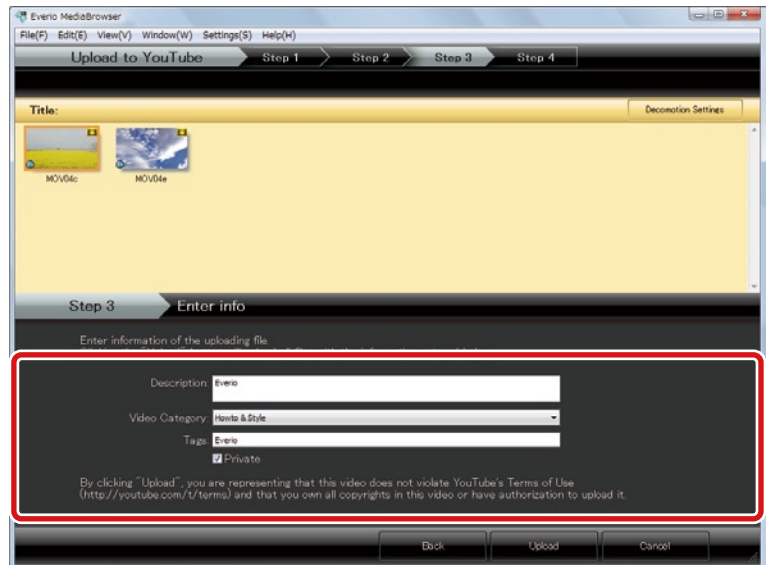 Everio MediaBrowser
File(F) Edit(E) View(V) Window(W) Settings(S) Help(H)
Upload to YouTube Step 1 Step 2 Step 3 Step 4
Title: Decomotion Settings
MOV04c MOV04e
Step 3 Enter info
Enter information of the uploading file.
Description: Everio
Video Category: Howto & Style
Tags: Everio
Private
By clicking "Upload", you are representing that this video does not violate YouTube's Terms of Use
(http://youtube.com/t/terms) and that you own all copyrights in this video or have authorization to upload it.
Back Upload Cancel